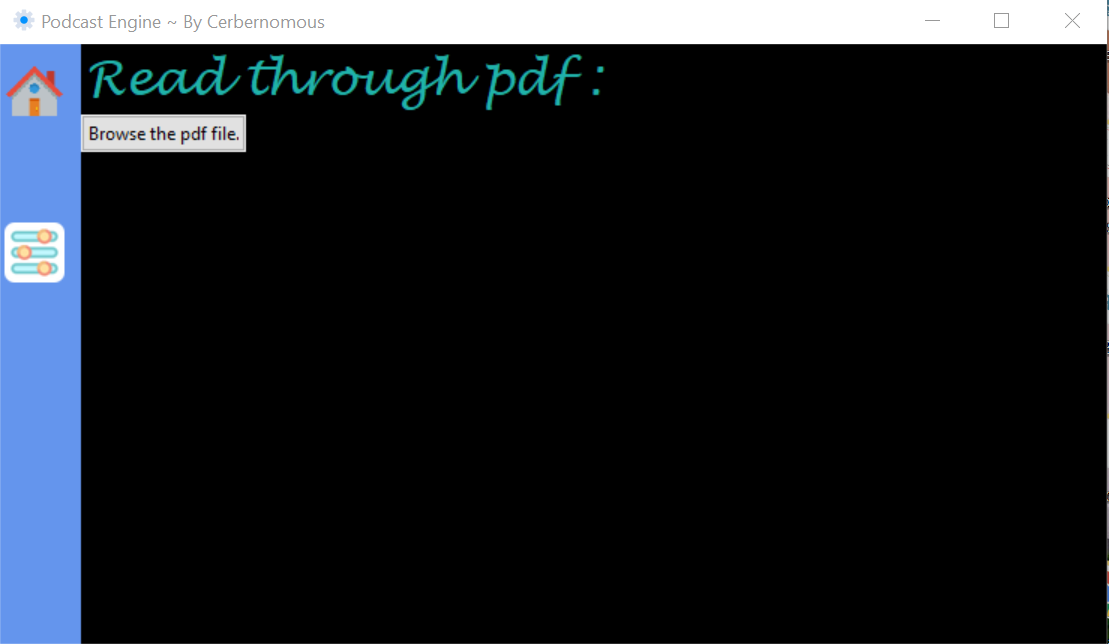 Podcast Engine ~ By Cerbernomous
Read through pdf :
Browse the pdf file.